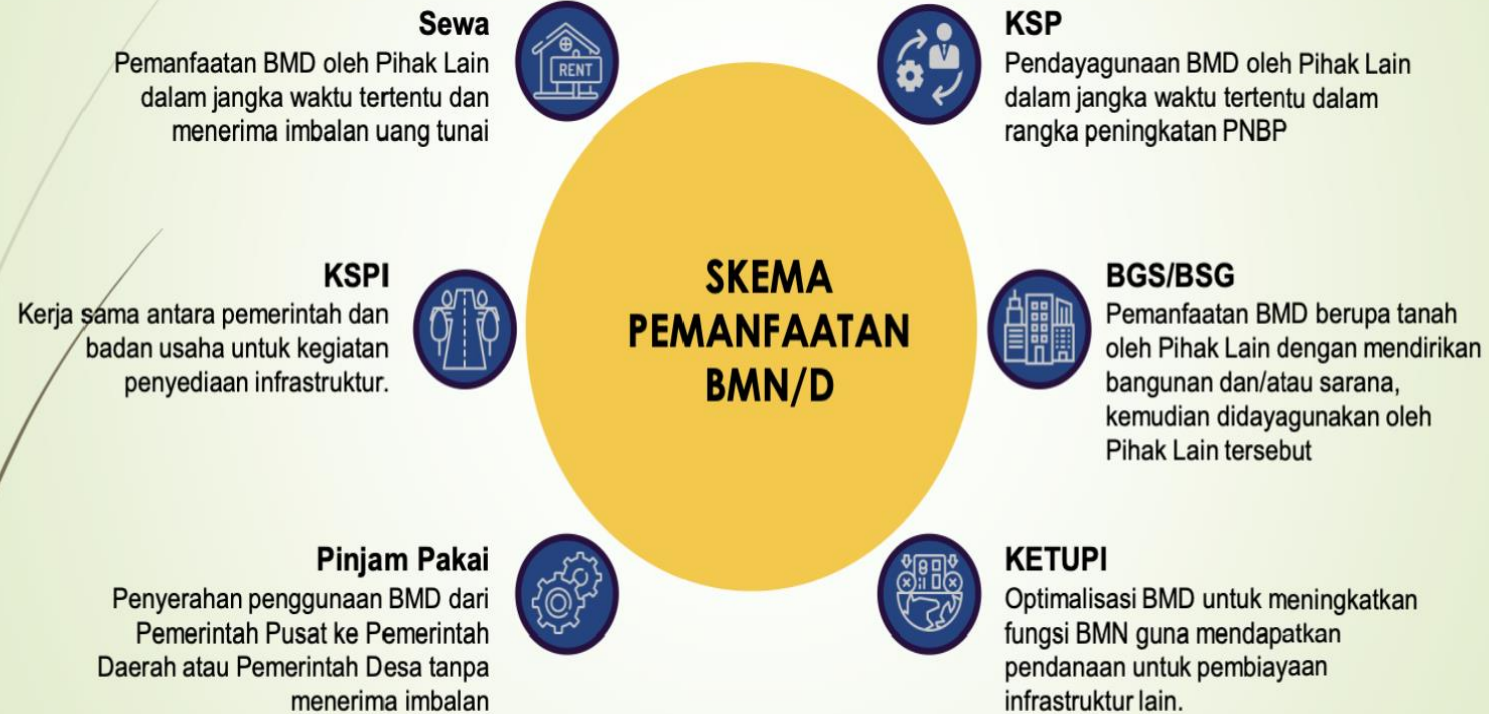 Sewa
Pemanfaatan BMD oleh Pihak Lain
dalam jangka waktu tertentu dan
menerima imbalan uang tunai
RENT
KSP
Pendayagunaan BMD oleh Pihak Lain
dalam jangka waktu tertentu dalam
rangka peningkatan PNBP
KSPI
Kerja sama antara pemerintah dan
badan usaha untuk kegiatan
penyediaan infrastruktur.
SKEMA
PEMANFAATAN
BMN/D
BGS/BSG
Pemanfaatan BMD berupa tanah
oleh Pihak Lain dengan mendirikan
bangunan dan/atau sarana,
kemudian didayagunakan oleh
Pihak Lain tersebut
Pinjam Pakai
Penyerahan penggunaan BMD dari
Pemerintah Pusat ke Pemerintah
Daerah atau Pemerintah Desa tanpa
menerima imbalan
KETUPI
Optimalisasi BMD untuk meningkatkan
fungsi BMN guna mendapatkan
pendanaan untuk pembiayaan
infrastruktur lain.